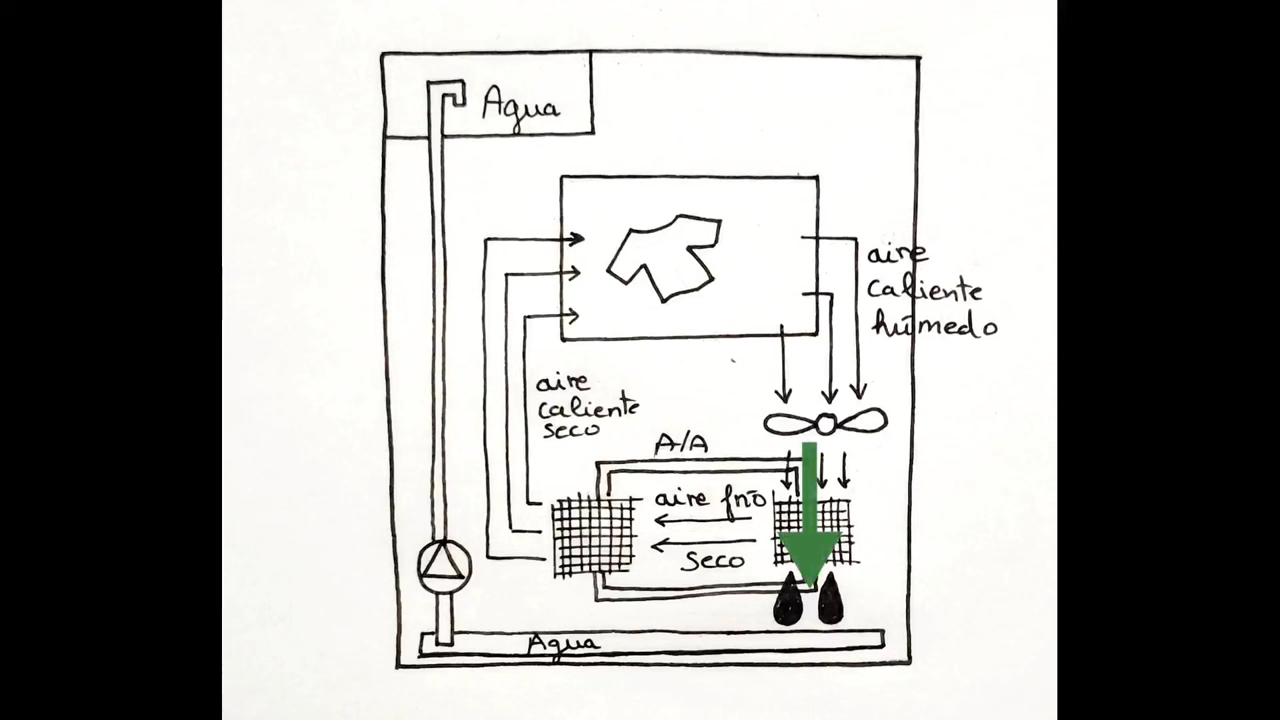 Agua
aire
caliente
húmedo
aire
caliente
seco
A/A
aire frío
seco
Agua